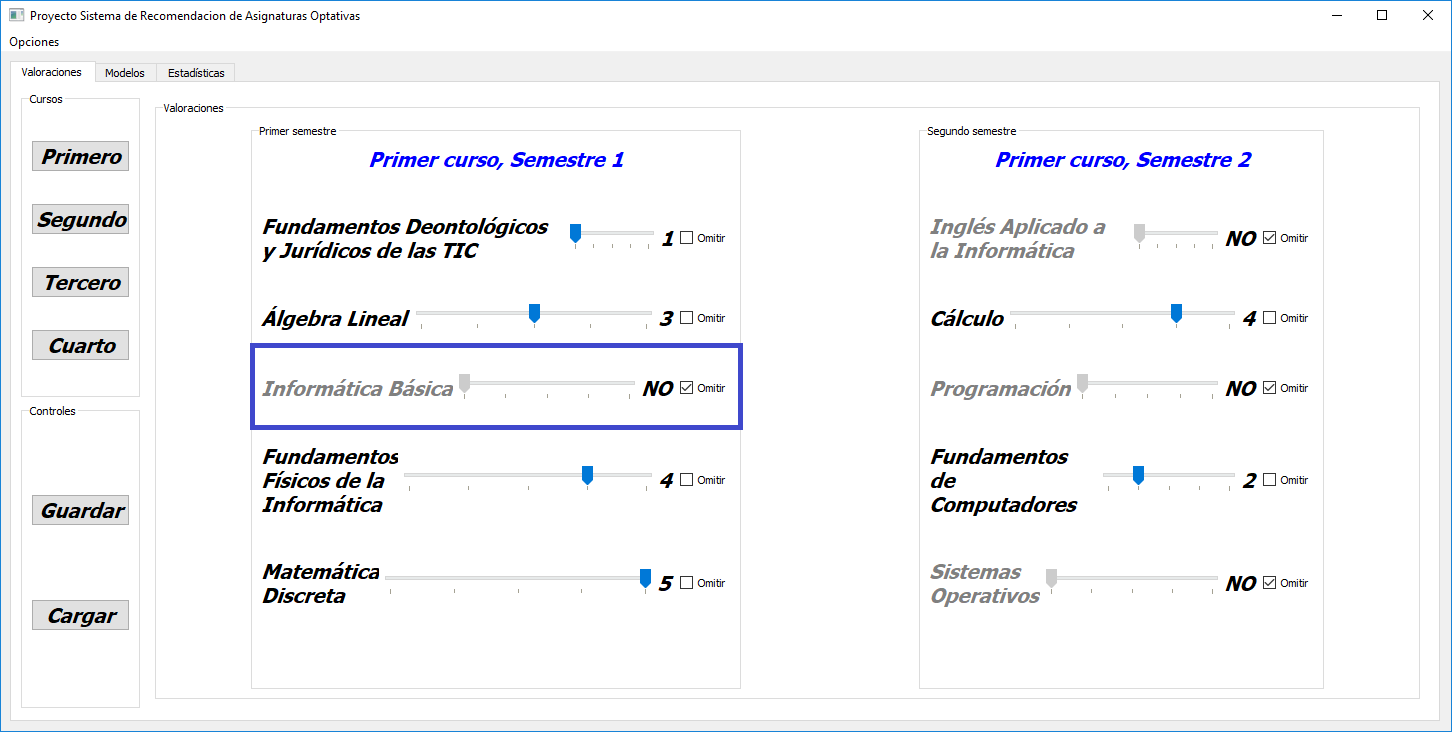 Proyecto Sistema de Recomendacion de Asignaturas Optativas
Opciones
Valoraciones
Modelos
Estadísticas
Cursos
Primero
Segundo
Tercero
Cuarto
Controles
Guardar
Cargar
Valoraciones
Primer semestre
Primer curso, Semestre 1
Fundamentos Deontológicos
y Jurídicos de las TIC
1
Omitir
Álgebra Lineal
3
Omitir
Informática Básica
NO
Omitir
Fundamentos
Físicos de la
Informática
4
Omitir
Matemática
Discreta
5
Omitir
Segundo semestre
Primer curso, Semestre 2
Inglés Aplicado a
la Informática
NO
Omitir
Cálculo
4
Omitir
Programación
NO
Omitir
Fundamentos
de
Computadores
2
Omitir
Sistemas
Operativos
NO
Omitir